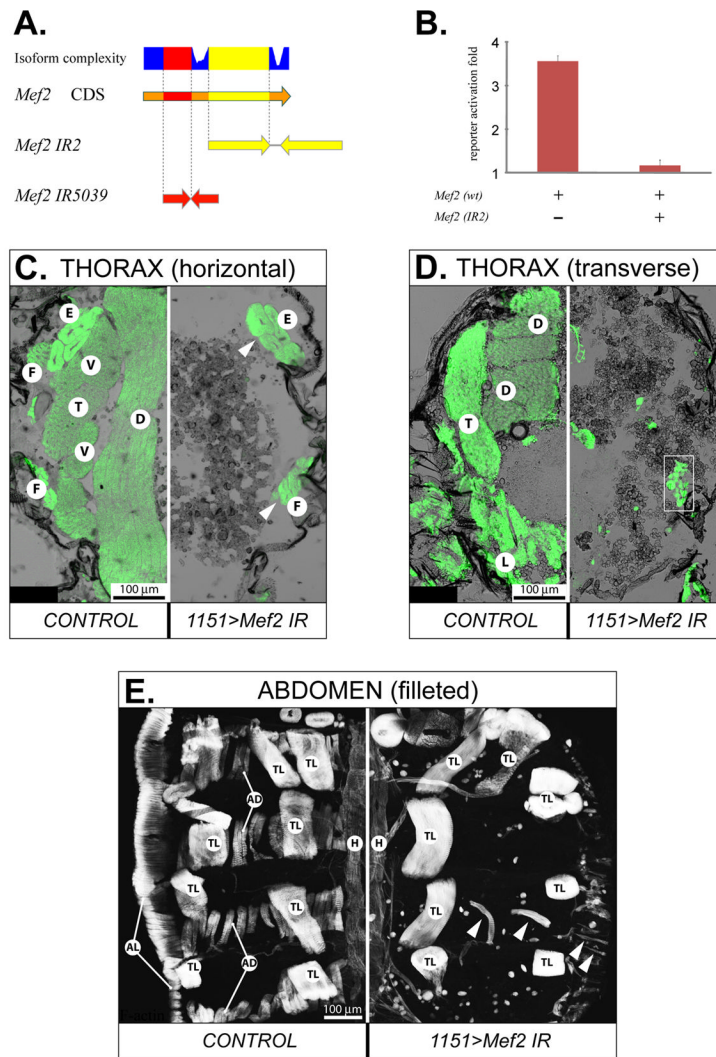 A.
Isoform complexity
Mef2 CDS
Mef2 IR2
Mef2 IR5039
B.
reporter activation fold
4
3
2
1
Mef2 (wt) + +
Mef2 (IR2) – +
C. THORAX (horizontal)
E
F
V
T
D
V
F
E
F
100 µm
CONTROL 1151>Mef2 IR
D. THORAX (transverse)
D
D
T
L
100 µm
CONTROL 1151>Mef2 IR
E. ABDOMEN (filleted)
TL TL TL TL
AD
TL
TL TL TL
H H
TL
TL TL TL
AL AD
TL TL TL TL
F-actin
100 µm
CONTROL 1151>Mef2 IR